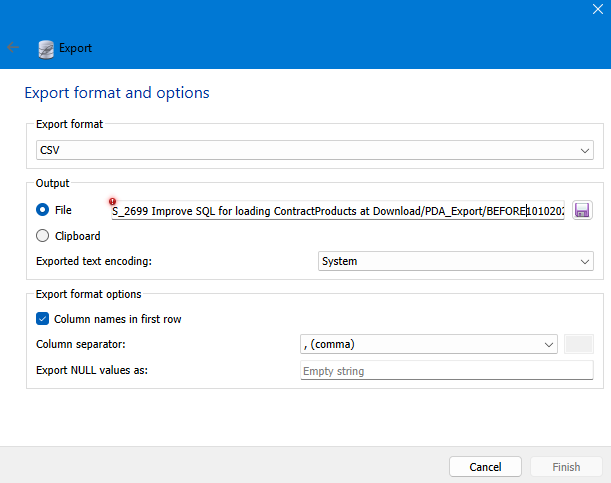 Export
Export format and options
Export format
CSV
Output
File
S_2699 Improve SQL for loading ContractProducts at Download/PDA_Export/BEFORE1010202
Clipboard
Exported text encoding:
System
Export format options
Column names in first row
Column separator:
, (comma)
Export NULL values as:
Empty string
Cancel
Finish